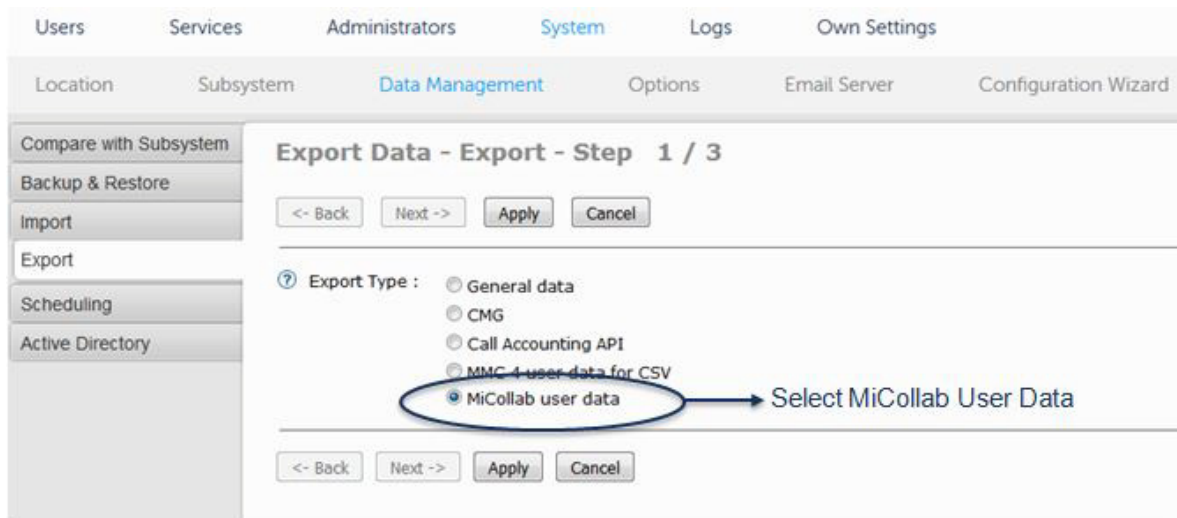 Users Services Administrators System Logs Own Settings
Location Subsystem Data Management Options Email Server Configuration Wizard
Compare with Subsystem
Backup & Restore
Import
Export
Scheduling
Active Directory
Export Data - Export - Step 1 / 3
<- Back Next -> Apply Cancel
? Export Type :
General data
CMG
Call Accounting API
MMC 4 user data for CSV
MiCollab user data
Select MiCollab User Data
<- Back Next -> Apply Cancel